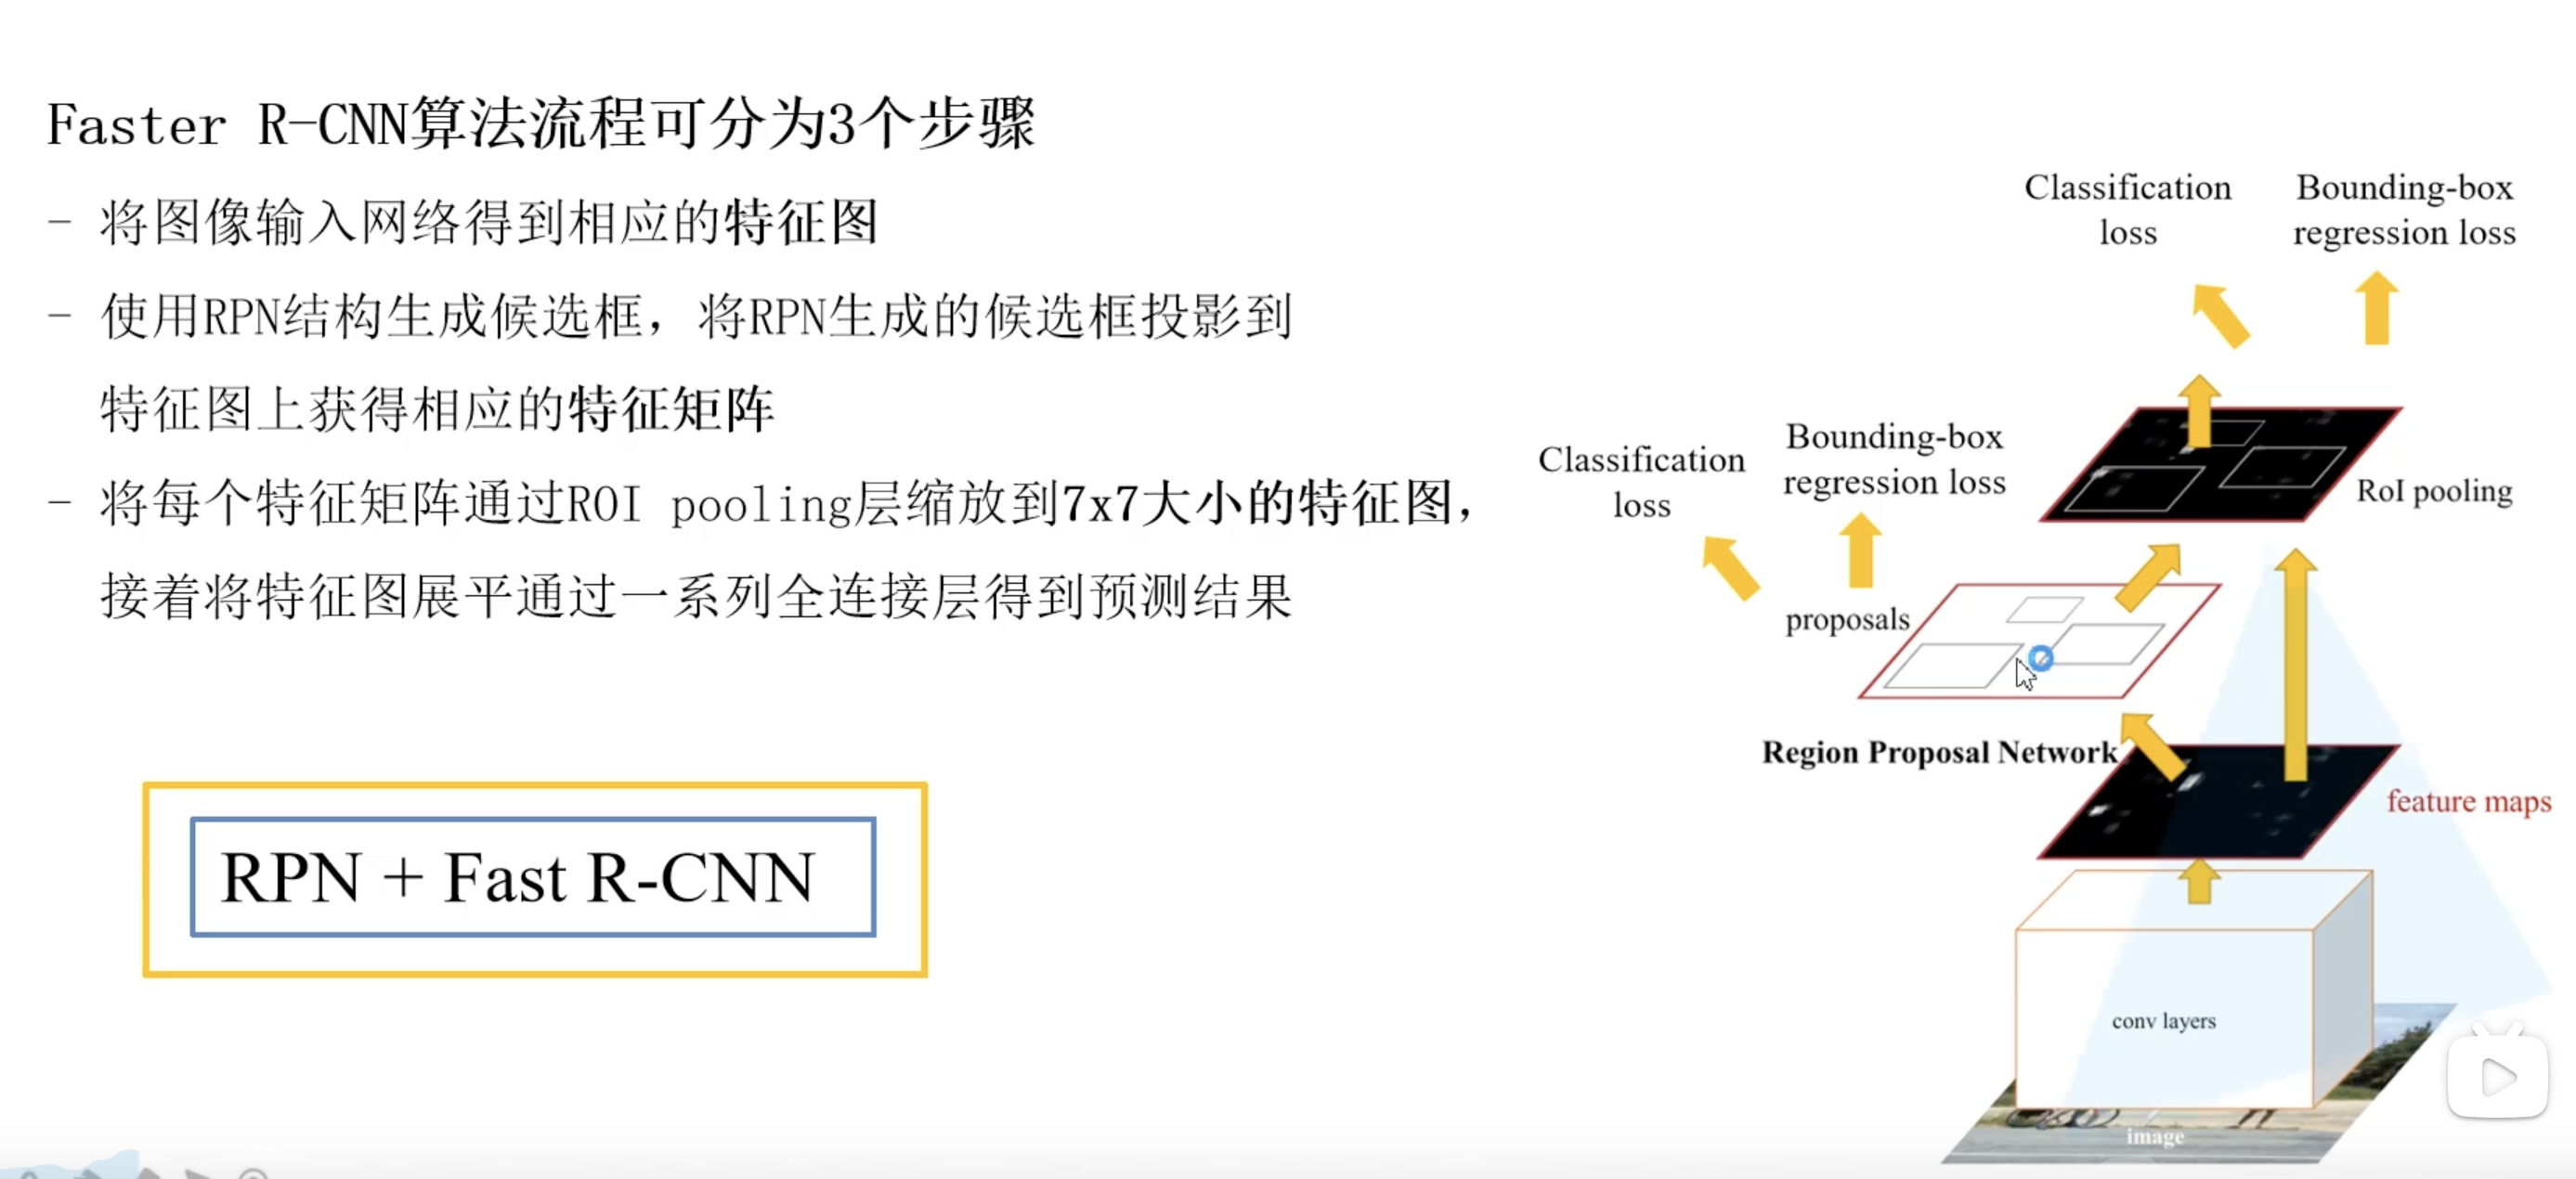 Faster R-CNN算法流程可分为3个步骤
- 将图像输入网络得到相应的特征图
- 使用RPN结构生成候选框，将RPN生成的候选框投影到
特征图上获得相应的特征矩阵
- 将每个特征矩阵通过ROI pooling层缩放到7x7大小的特征图，
接着将特征图展平通过一系列全连接层得到预测结果
RPN + Fast R-CNN
Classification
loss
Bounding-box
regression loss
Classification
loss
Bounding-box
regression loss
RoI pooling
proposals
Region Proposal Network
feature maps
conv layers
image